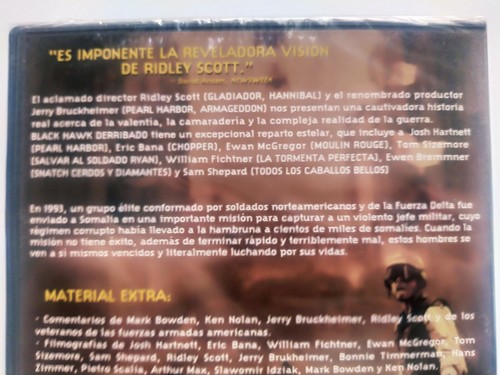 "ES IMPONENTE LA REVELADORA VISIÓN
DE RIDLEY SCOTT."
NEWSWEEK
El aclamado director Ridley Scott (GLADIADOR, HANNIBAL) y el renombrado productor
Jerry Bruckheimer (PEARL HARBOR, ARMAGEDDON) nos presentan una cautivadora historia
real acerca de la valentía, la camaradería y la compleja realidad de la guerra.
BLACK HAWK DERRIBADO tiene un excepcional reparto estelar, que incluye a Josh Hartnett
(PEARL HARBOR), Eric Bana (CHOPPER), Ewan McGregor (MOULIN ROUGE), Tom Sizemore
(SALVAR AL SOLDADO RYAN), William Fichtner (LA TORMENTA PERFECTA), Ewen Bremmner
(SNATCH CERDOS Y DIAMANTES) y Sam Shepard (TODOS LOS CABALLOS BELLOS)
En 1993, un grupo élite conformado por soldados norteamericanos y de la Fuerza Delta fue
enviado a Somalia en una importante misión para capturar a un violento jefe militar, cuyo
régimen corrupto había llevado a la hambruna a cientos de miles de somalíes. Cuando la
misión no tiene éxito, además de terminar rápido y terriblemente mal, estos hombres se
ven a sí mismos vencidos y literalmente luchando por sus vidas.
MATERIAL EXTRA:
- Comentarios de Mark Bowden, Ken Nolan, Jerry Bruckheimer, Ridley Scott y de los
veteranos de las fuerzas armadas americanas.
- Filmografías de Josh Hartnett, Eric Bana, William Fichtner, Ewan McGregor, Tom
Sizemore, Sam Shepard, Ridley Scott, Jerry Brukheimer, Bonnie Timmerman, Hans
Zimmer, Pietro Scalia, Arthur Max, Slawomir Idziak, Mark Bowden y Ken Nolan.